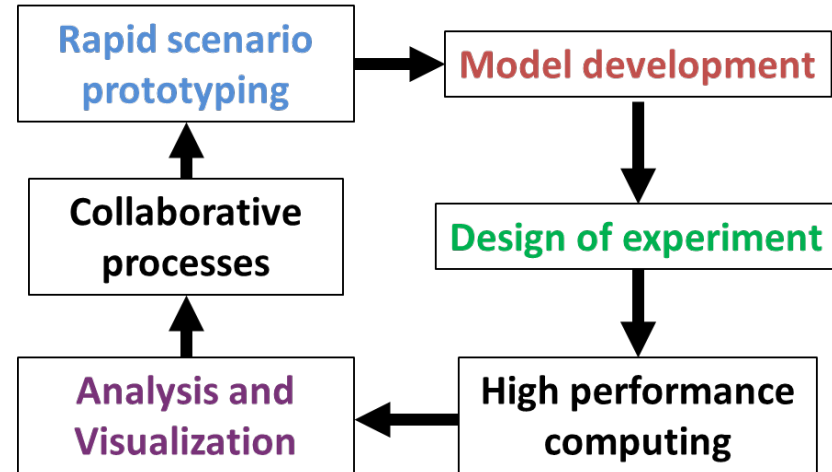 Rapid scenario
prototyping
Model development
Collaborative
processes
Design of experiment
Analysis and
Visualization
High performance
computing